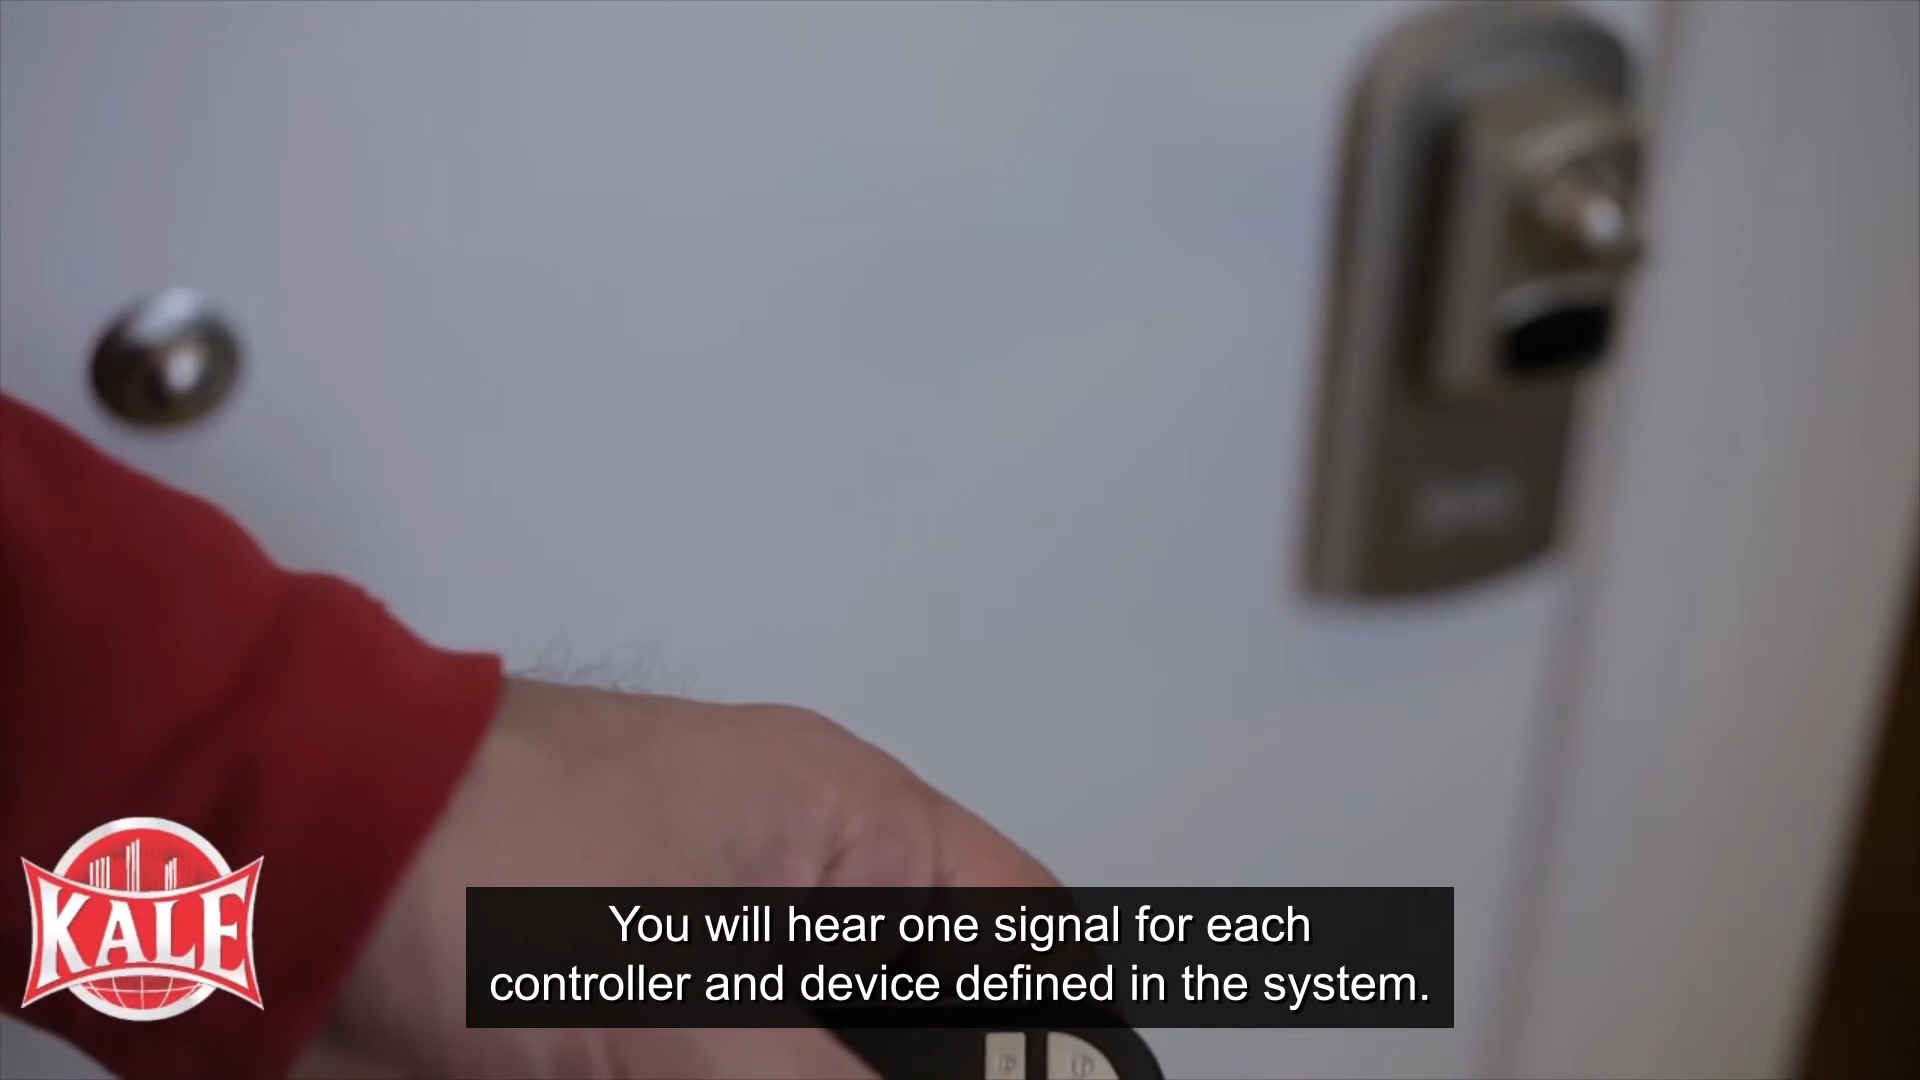 You will hear one signal for each
controller and device defined in the system.
KALE